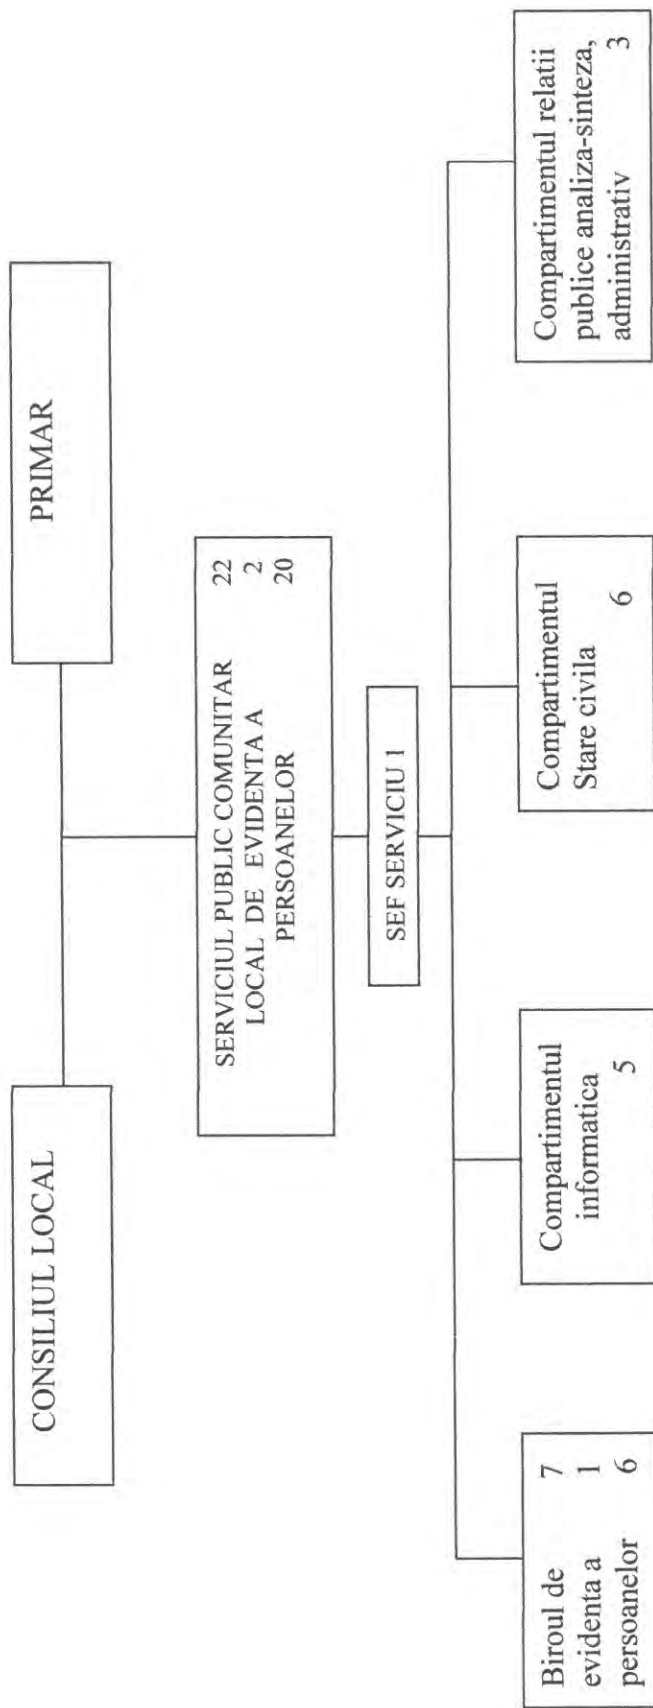 CONSILIUL LOCAL
PRIMAR
SERVICIUL PUBLIC COMUNITAR 22
LOCAL DE EVIDENTA A 2
PERSOANELOR 20
SEF SERVICIU 1
Biroul de 7
evidenta a 1
persoanelor 6
Compartimentul
informatica
5
Compartimentul
Stare civila
6
Compartimentul relatii
publice analiza-sinteza,
administrativ 3